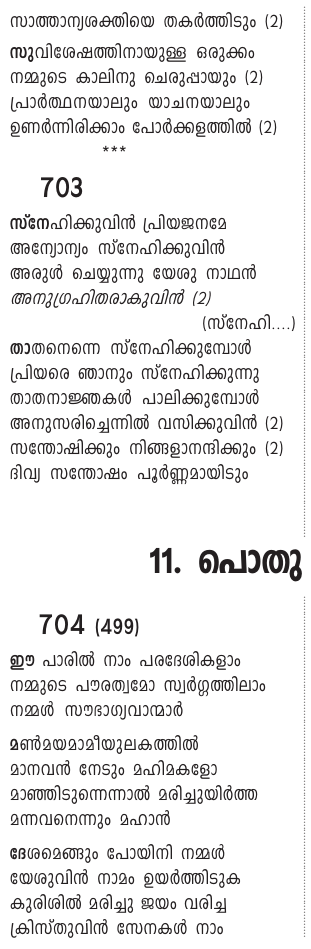 സാത്താന്യശക്തിയെ തകർത്തിടും (2)
സുവിശേഷത്തിനായുള്ള ഒരുക്കം
നമ്മുടെ കാലിനു ചെരുപ്പായും (2)
പ്രാർത്ഥനയാലും യാചനയാലും
ഉണർന്നിരിക്കാം പോർക്കളത്തിൽ (2)
***
703
സ്നേഹിക്കുവിൻ പ്രിയജനമേ
അന്യോന്യം സ്നേഹിക്കുവിൻ
അരുൾ ചെയ്യുന്നു യേശു നാഥൻ
അനുഗ്രഹിതരാകുവിൻ (2)
(സ്നേഹി....)
താതനെന്നെ സ്നേഹിക്കുമ്പോൾ
പ്രിയരെ ഞാനും സ്നേഹിക്കുന്നു
താതനാജ്ഞകൾ പാലിക്കുമ്പോൾ
അനുസരിച്ചെന്നിൽ വസിക്കുവിൻ (2)
സന്തോഷിക്കും നിങ്ങളാനന്ദിക്കും (2)
ദിവ്യ സന്തോഷം പൂർണ്ണമായിടും
11. പൊതു
704 (499)
ഈ പാരിൽ നാം പരദേശികളാം
നമ്മുടെ പൗരത്വമോ സ്വർഗ്ഗത്തിലാം
നമ്മൾ സൗഭാഗ്യവാന്മാർ
മൺമയമാമീയുലകത്തിൽ
മാനവൻ നേടും മഹിമകളോ
മാഞ്ഞിടുന്നെന്നാൽ മരിച്ചുയിർത്ത
മന്നവനെന്നും മഹാൻ
ദേശമെങ്ങും പോയിനി നമ്മൾ
യേശുവിൻ നാമം ഉയർത്തിടുക
കുരിശിൽ മരിച്ചു ജയം വരിച്ച
ക്രിസ്തുവിൻ സേനകൾ നാം